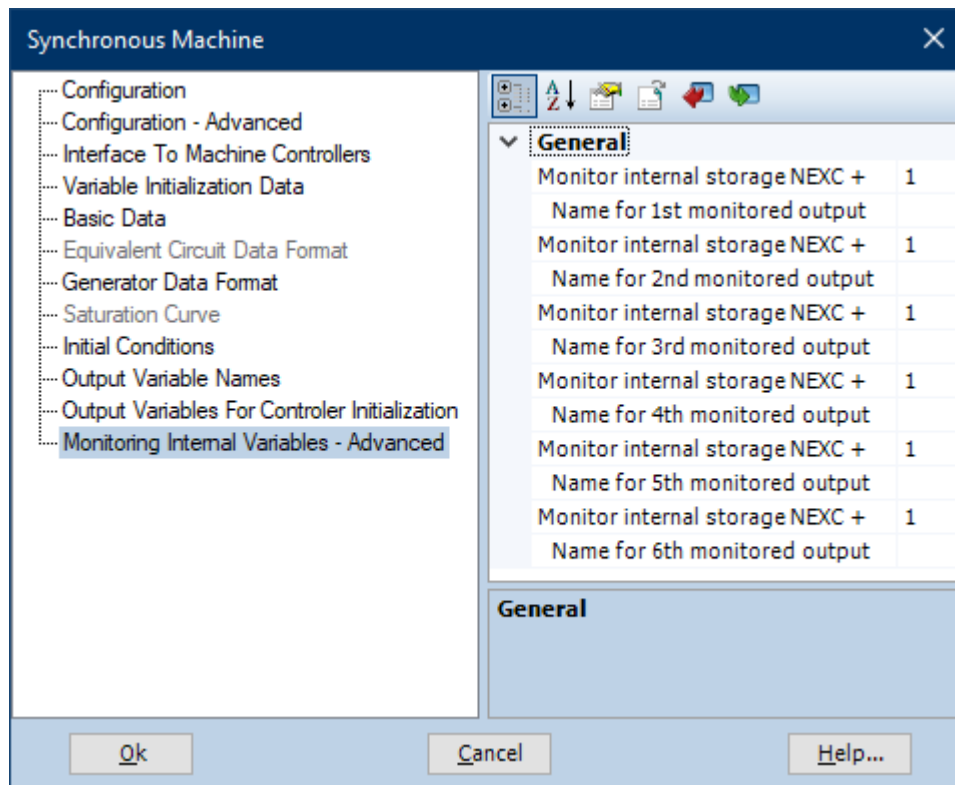 Synchronous Machine
Configuration
Configuration - Advanced
Interface To Machine Controllers
Variable Initialization Data
Basic Data
Equivalent Circuit Data Format
Generator Data Format
Saturation Curve
Initial Conditions
Output Variable Names
Output Variables For Controler Initialization
Monitoring Internal Variables - Advanced
General
Monitor internal storage NEXC + 1
Name for 1st monitored output
Monitor internal storage NEXC + 1
Name for 2nd monitored output
Monitor internal storage NEXC + 1
Name for 3rd monitored output
Monitor internal storage NEXC + 1
Name for 4th monitored output
Monitor internal storage NEXC + 1
Name for 5th monitored output
Monitor internal storage NEXC + 1
Name for 6th monitored output
General
Ok Cancel Help...